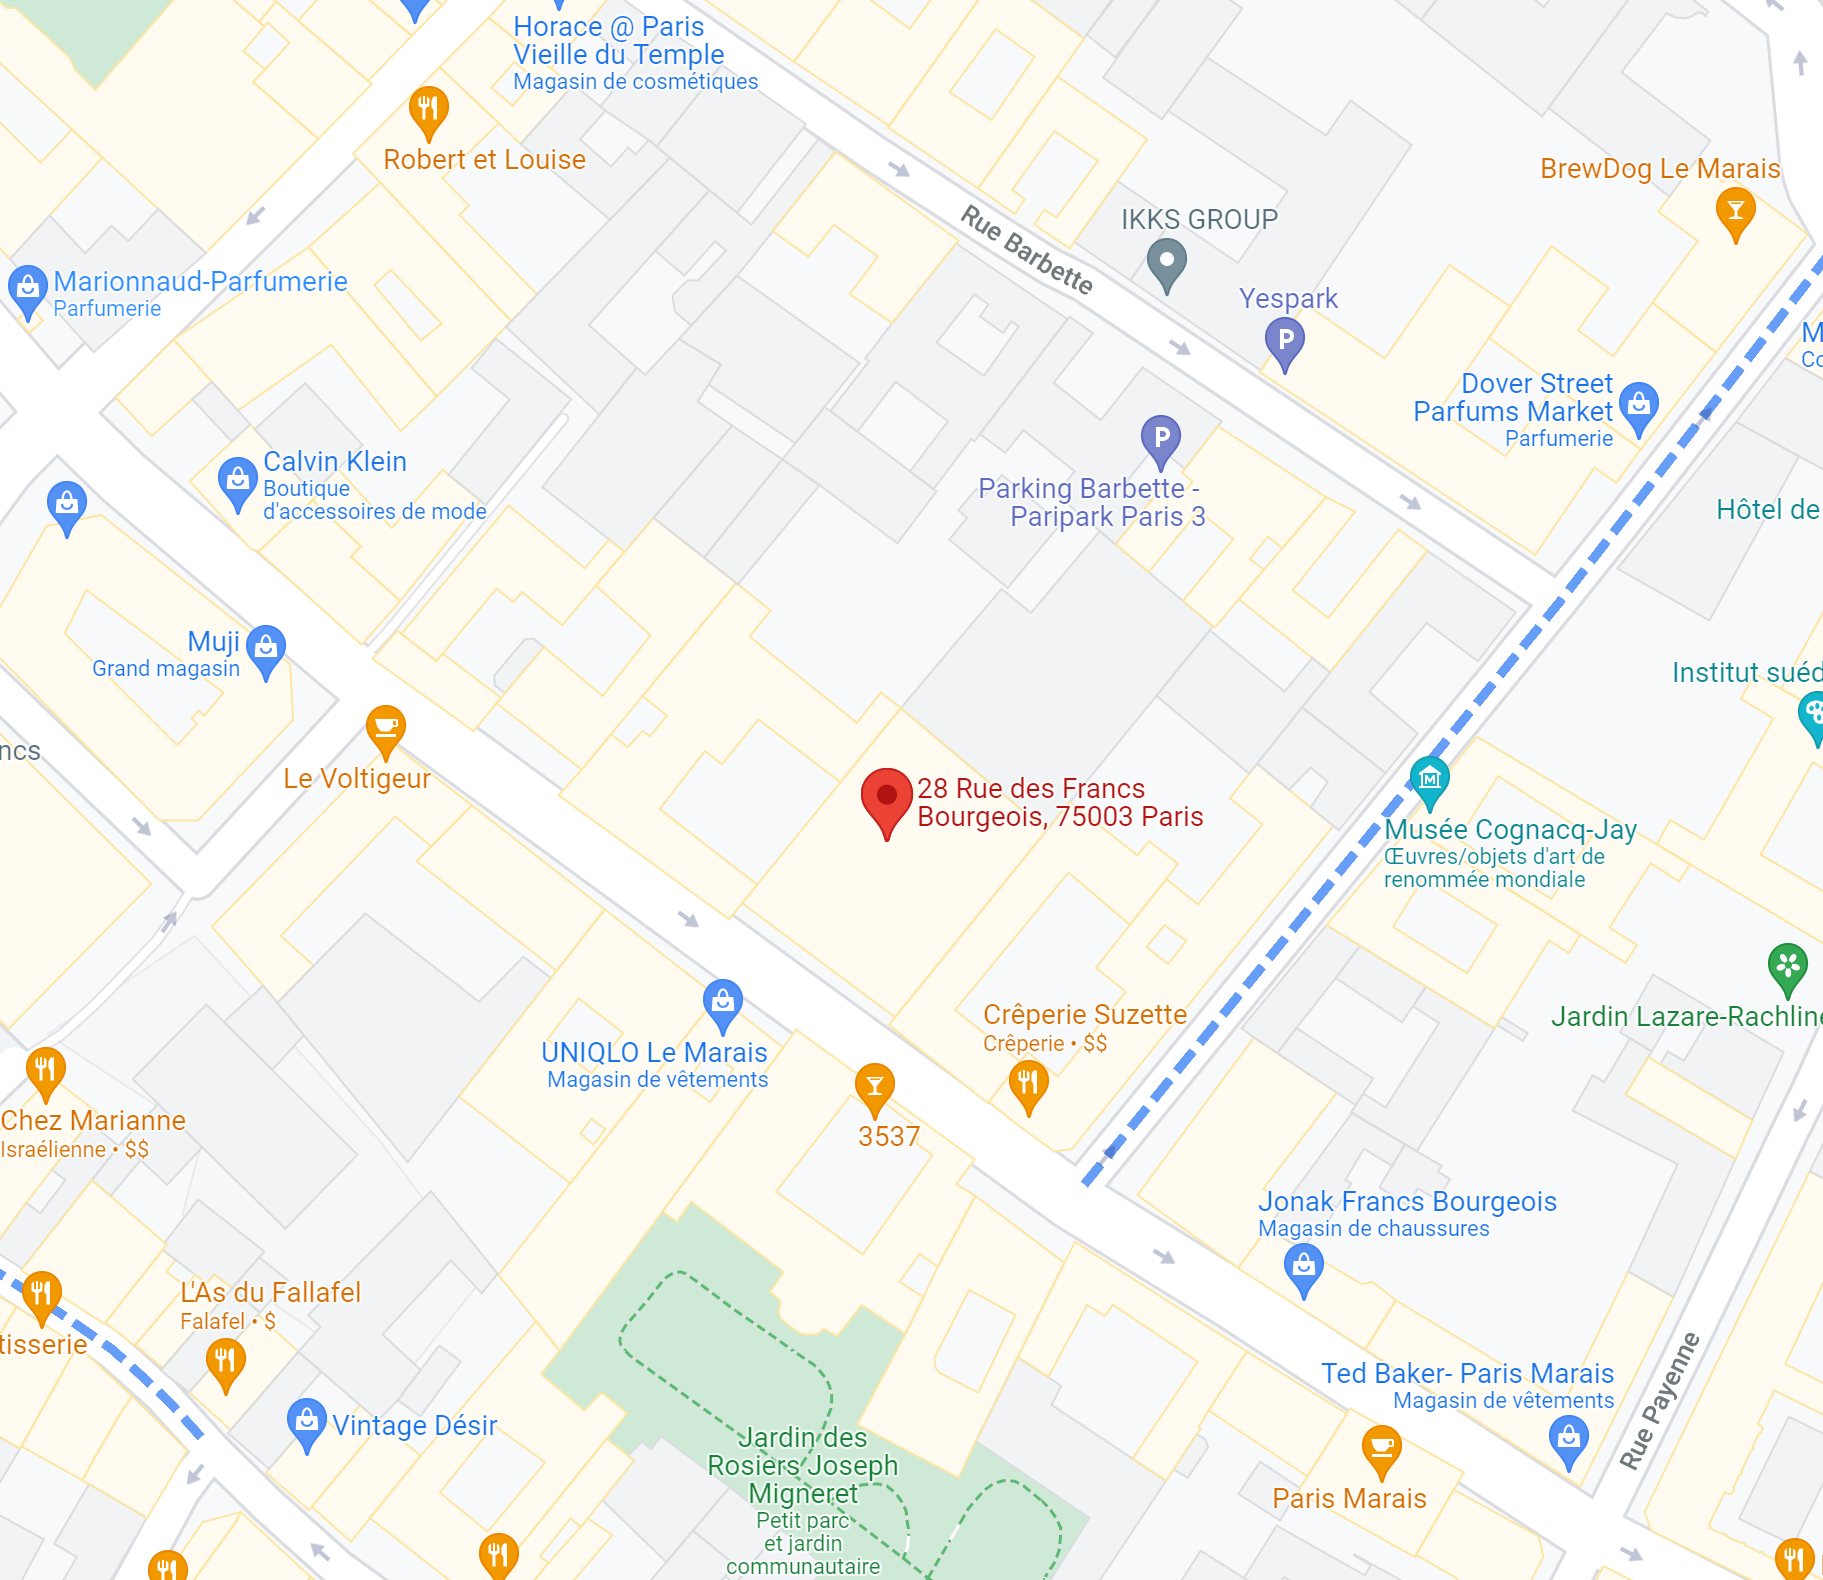 Horace @ Paris
Vieille du Temple
Magasin de cosmétiques
Robert et Louise
BrewDog Le Marais
Rue Barbette
IKKS GROUP
Marionnaud-Parfumerie
Parfumerie
Yespark
P
M
Co
Dover Street
Parfums Market
Parfumerie
Calvin Klein
Boutique
d'accessoires de mode
P
Parking Barbette -
Paripark Paris 3
Hôtel de
Muji
Grand magasin
Institut suéd
ncs
Le Voltigeur
28 Rue des Francs
Bourgeois, 75003 Paris
M
Musée Cognacq-Jay
Œuvres/objets d'art de
renommée mondiale
Crêperie Suzette
Crêperie • $$
Jardin Lazare-Rachline
UNIQLO Le Marais
Magasin de vêtements
3537
Chez Marianne
Israélienne • $$
Jonak Francs Bourgeois
Magasin de chaussures
L'As du Fallafel
Falafel • $
tisserie
Vintage Désir
Ted Baker- Paris Marais
Magasin de vêtements
Rue Payenne
Jardin des
Rosiers Joseph
Migneret
Petit parc
et jardin
communautaire
Paris Marais